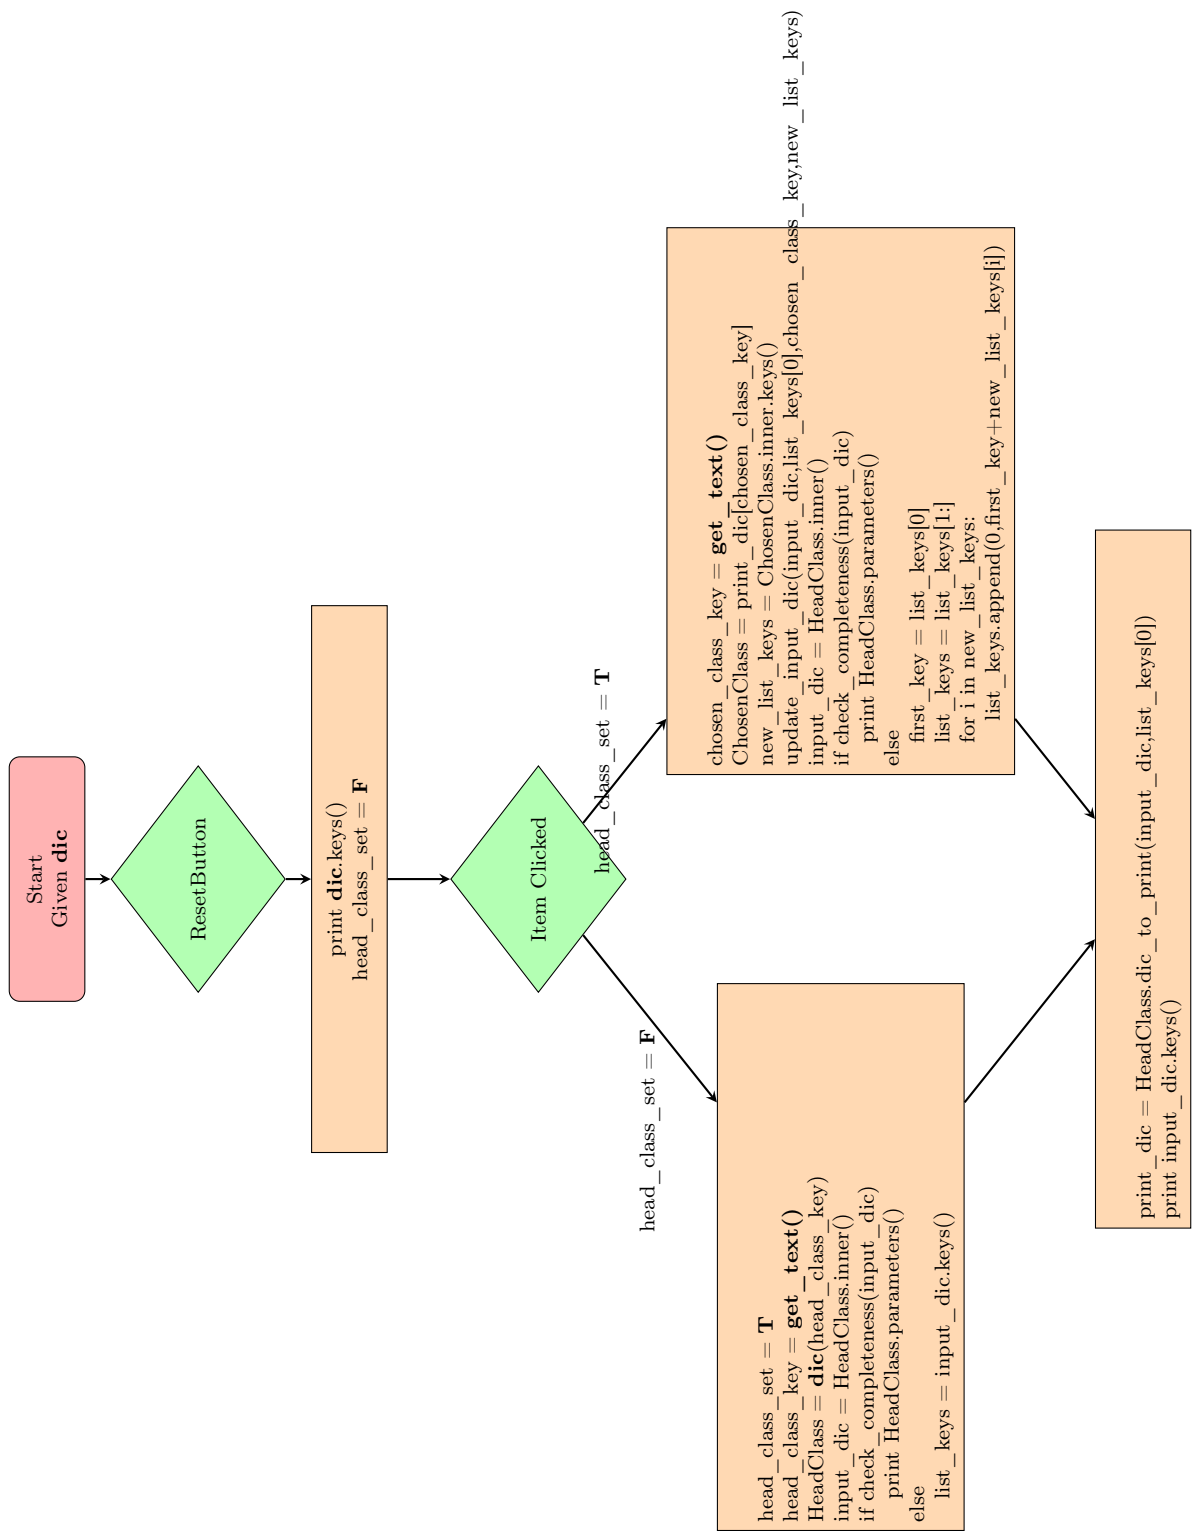 Start
Given dic
ResetButton
print dic.keys()
head_class_set = F
Item Clicked
head_class_set = F
head_class_set = T
head_class_set = T
head_class_key = get_text()
HeadClass = dic(head_class_key)
input_dic = HeadClass.inner()
if check_completeness(input_dic)
print HeadClass.parameters()
else
list_keys = input_dic.keys()
chosen_class_key = get_text()
ChosenClass = print_dic[chosen_class_key]
new_list_keys = ChosenClass.inner.keys()
update_input_dic(input_dic,list_keys[0],chosen_class_key,new_list_keys)
input_dic = HeadClass.inner()
if check_completeness(input_dic)
print HeadClass.parameters()
else
first_key = list_keys[0]
list_keys = list_keys[1:]
for i in new_list_keys:
list_keys.append(0,first_key+new_list_keys[i])
print_dic = HeadClass.dic_to_print(input_dic,list_keys[0])
print input_dic.keys()